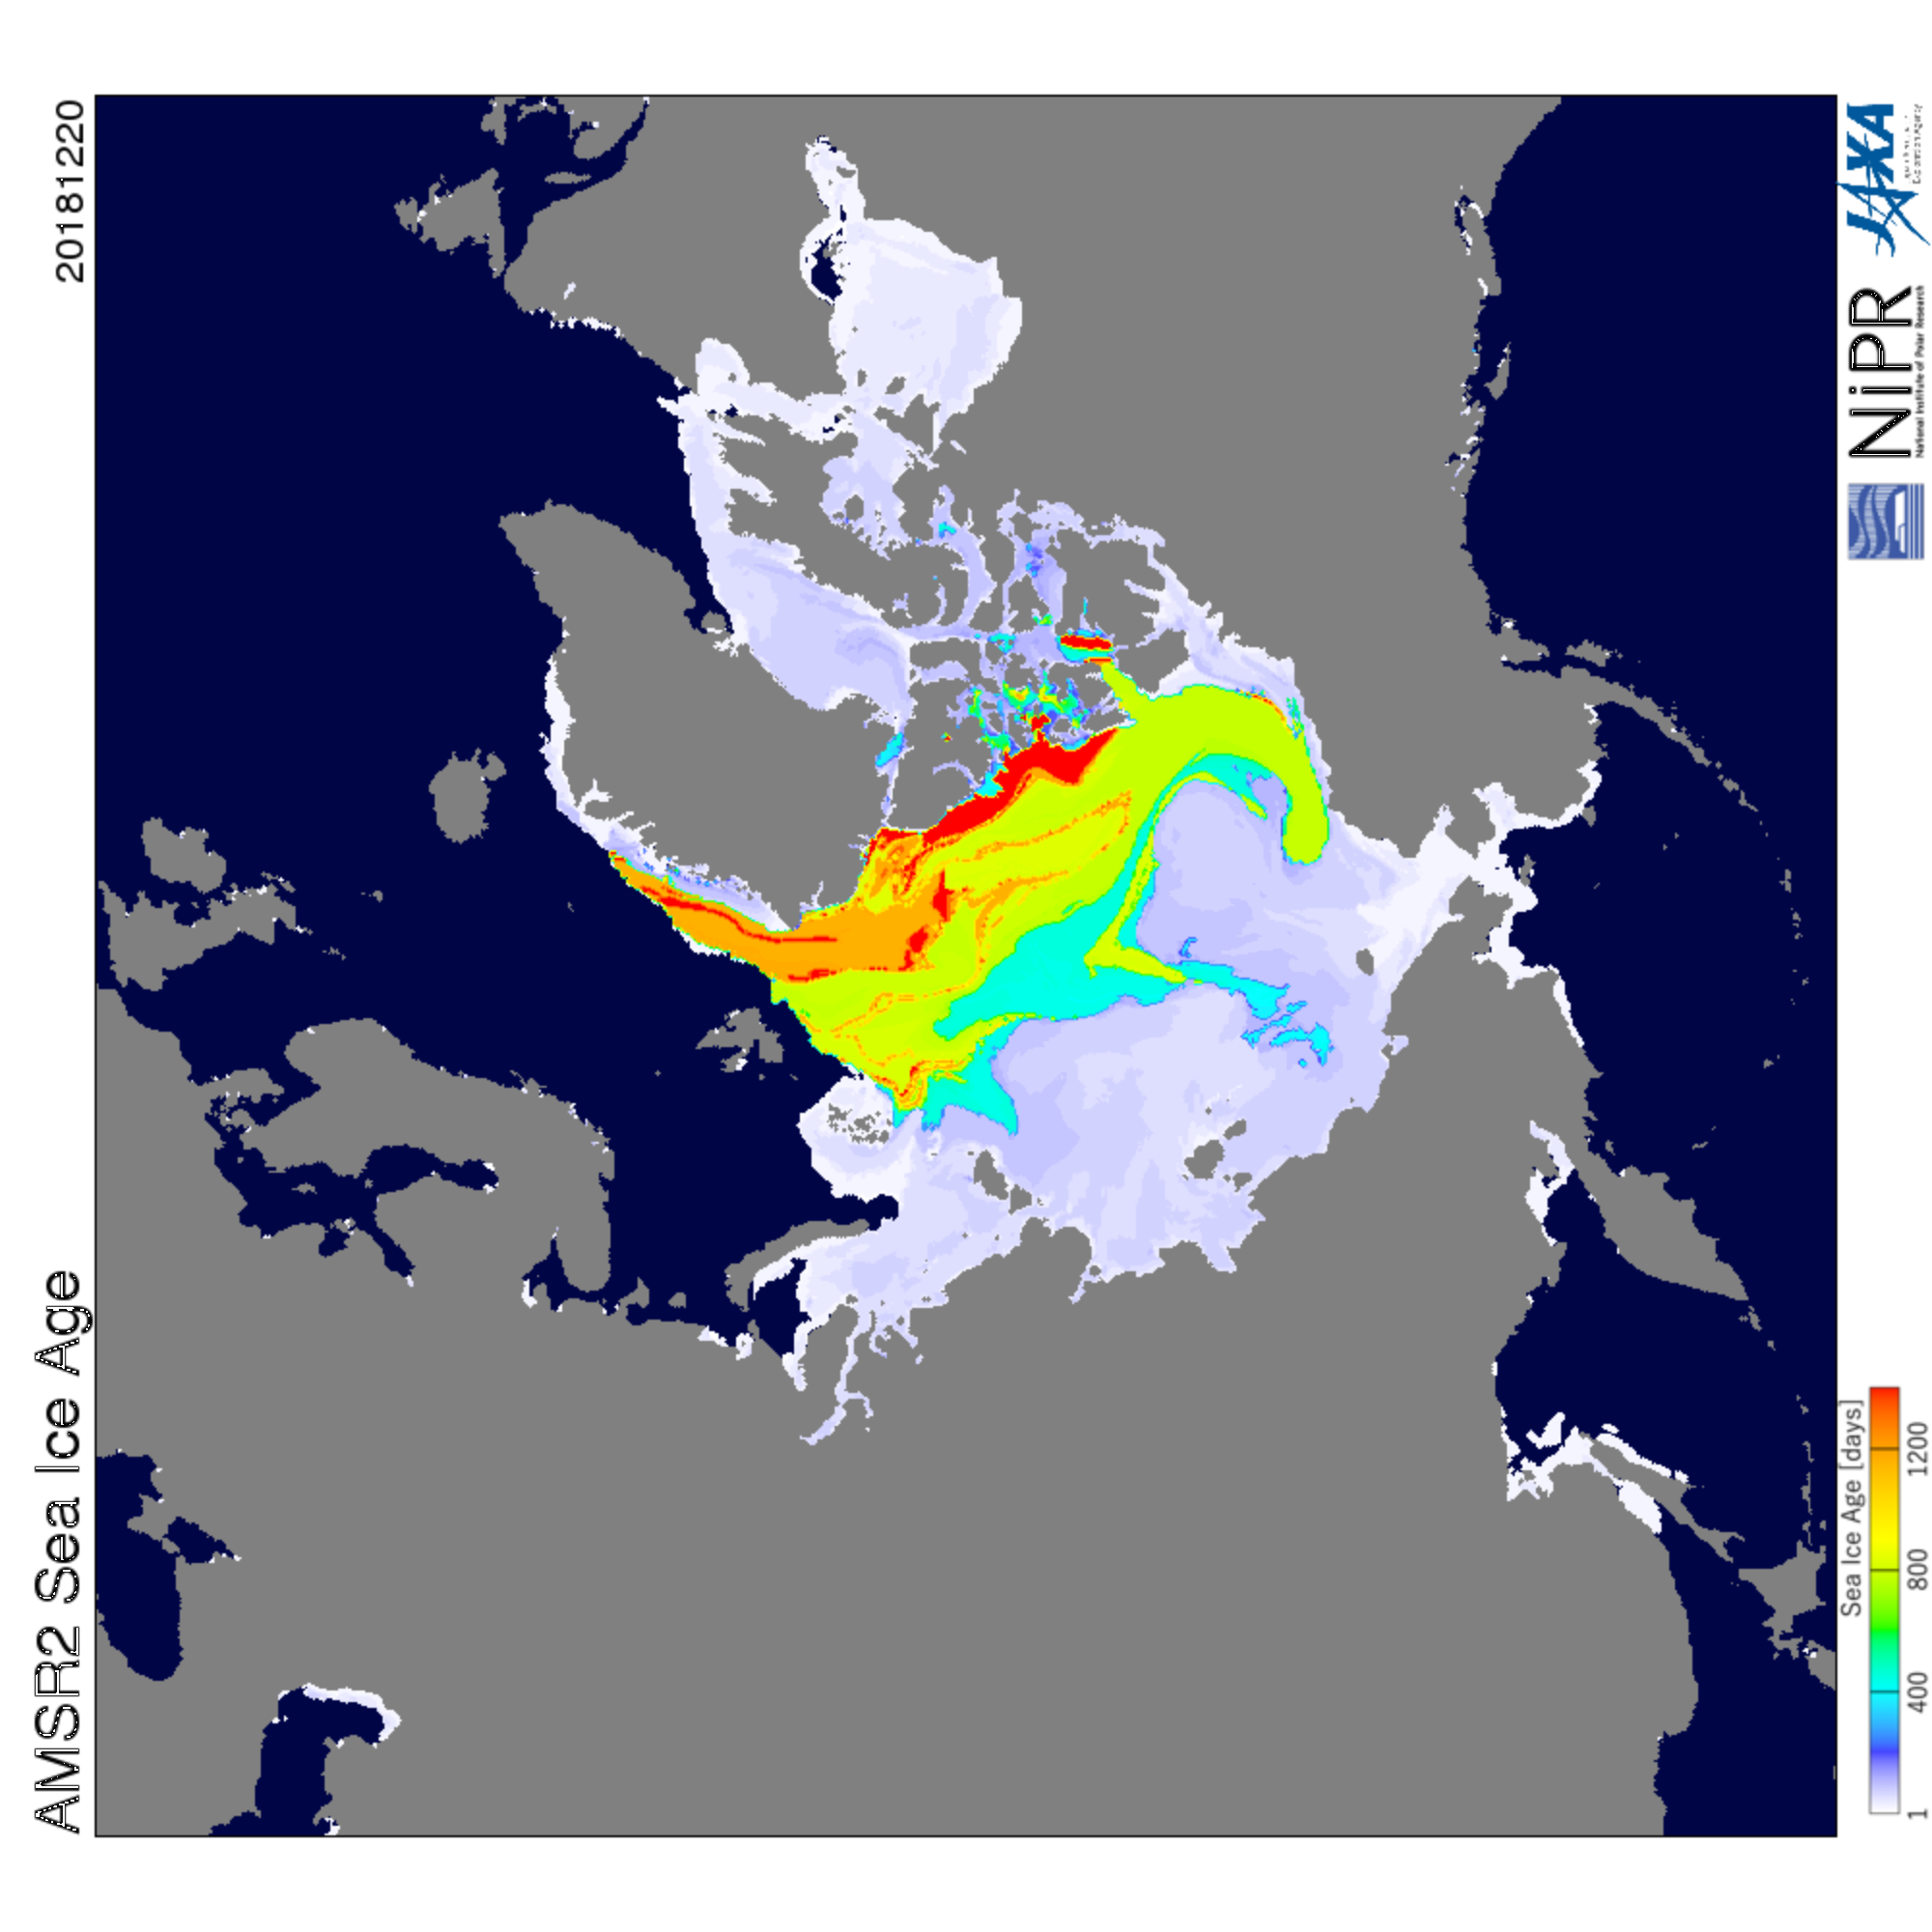 AMSR2 Sea Ice Age
20181220
Sea Ice Age [days]
1 400 800 1200
NiPR
National Institute of Polar Research
JAXA